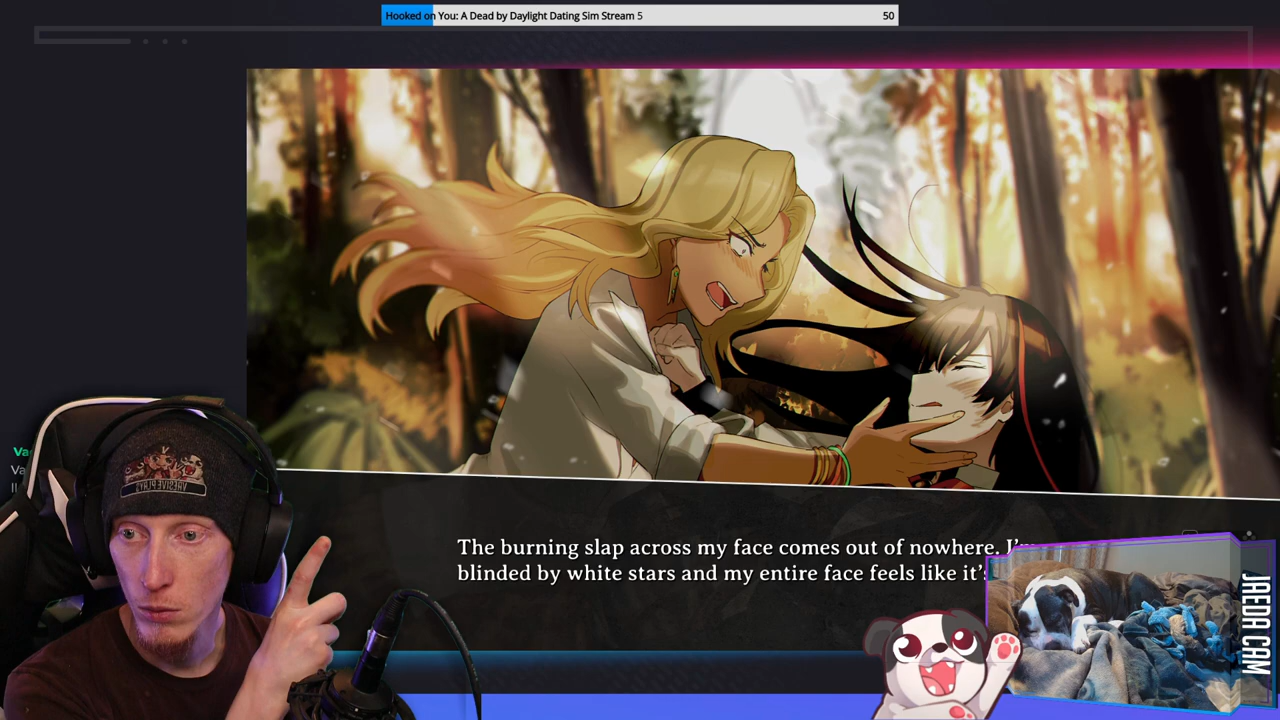 Hooked on You: A Dead by Daylight Dating Sim Stream 5 50
The burning slap across my face comes out of nowhere. I'm
blinded by white stars and my entire face feels like it's
JAEDA CAM